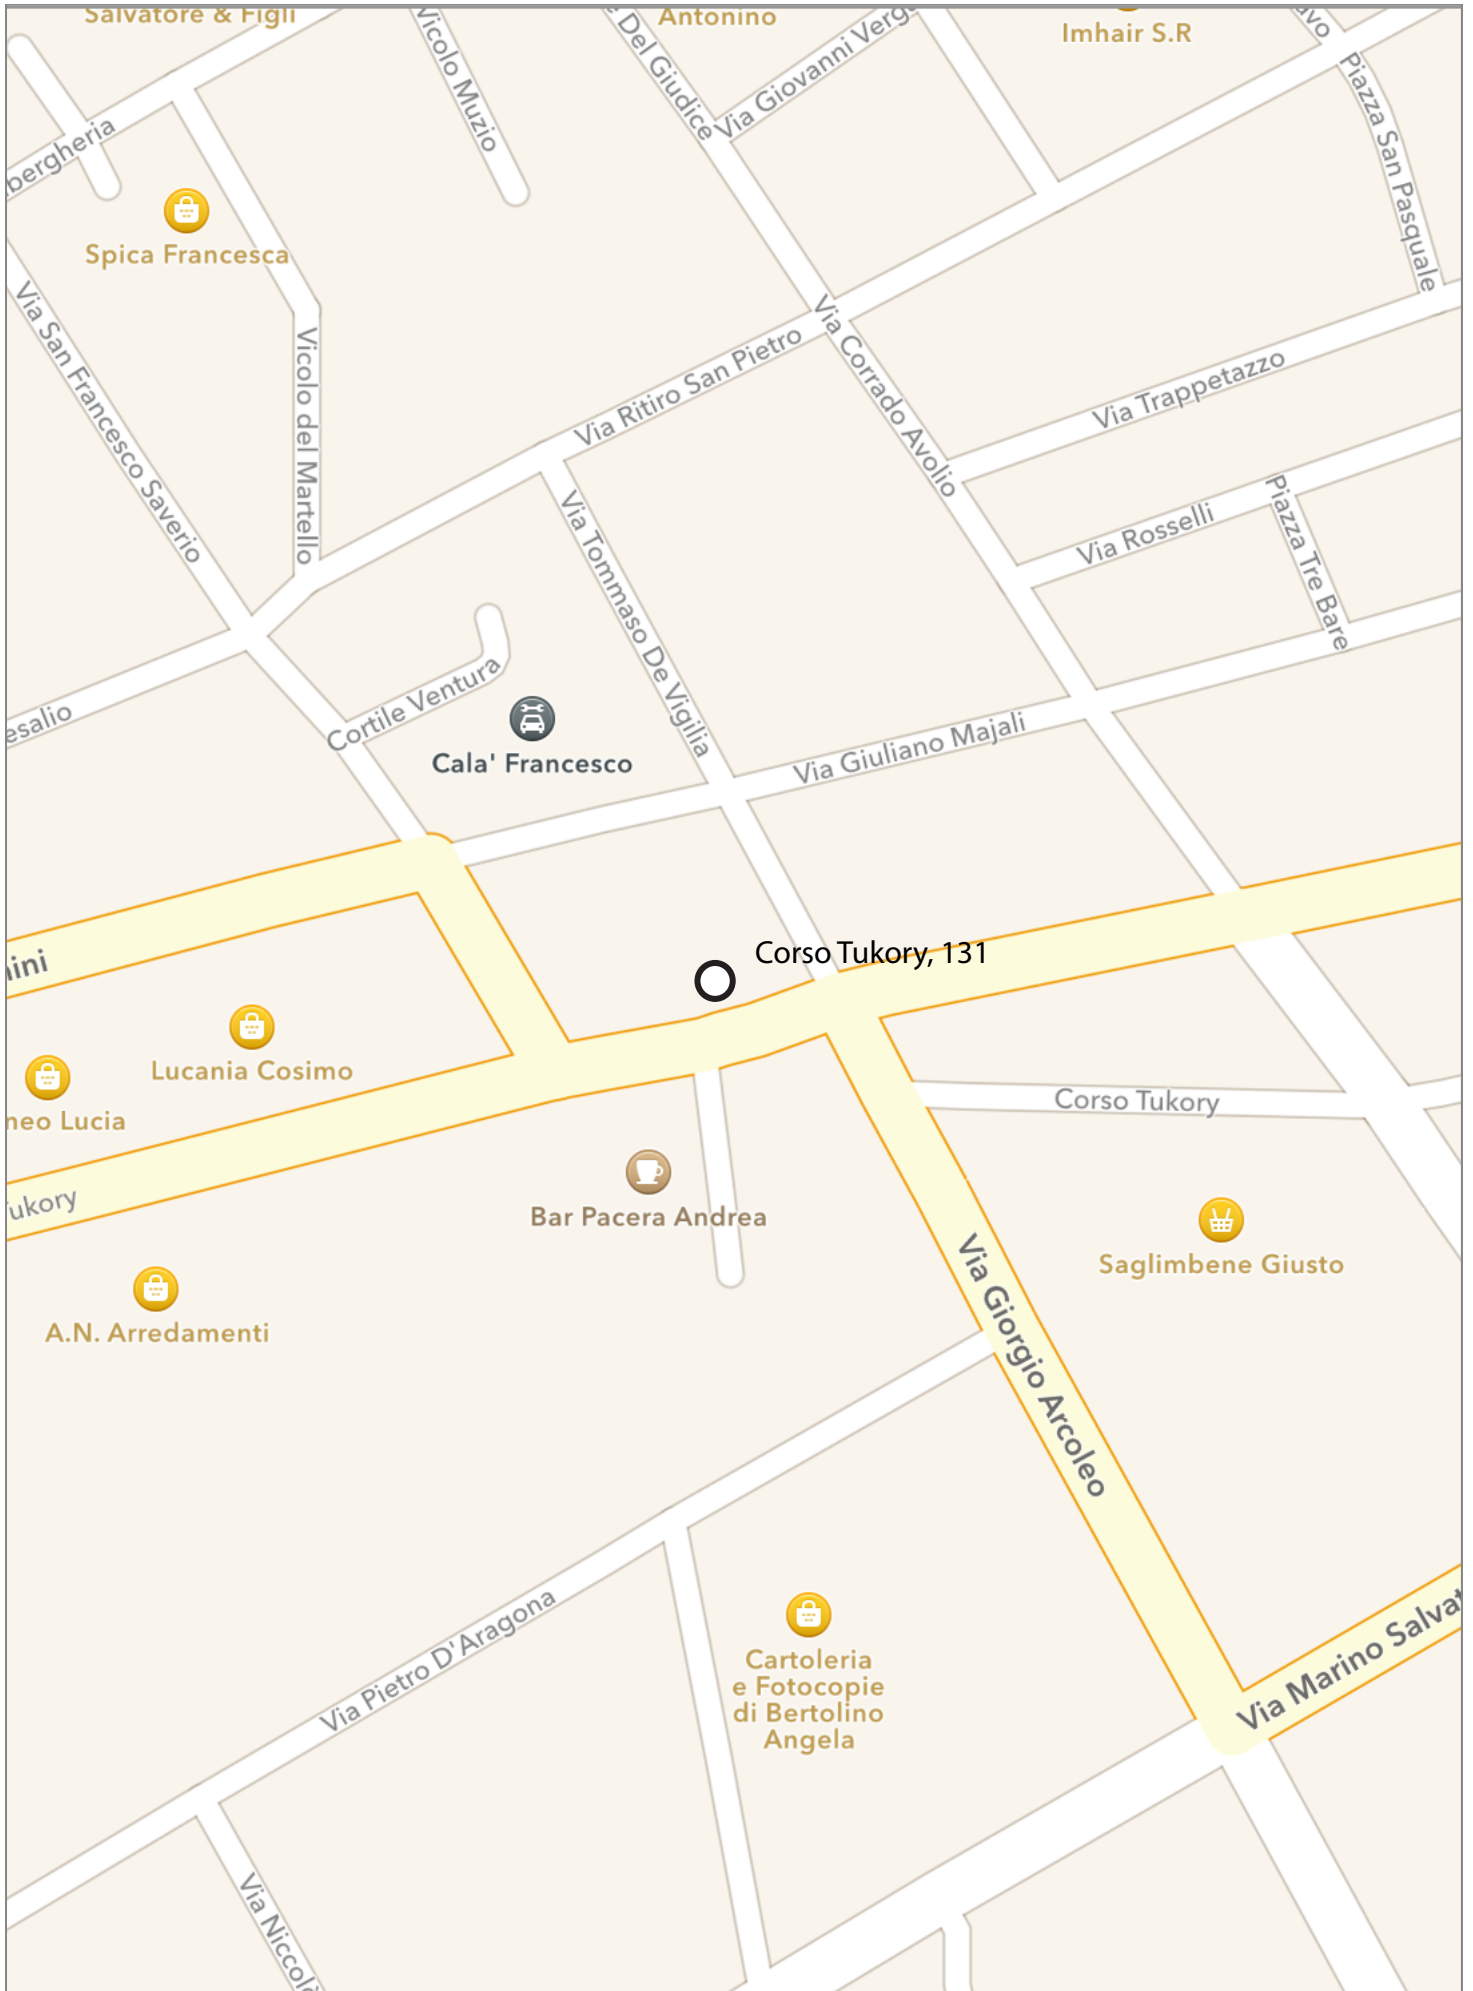 Salvatore & Figli
Vicolo Muzio
Del Giudice
Antonino
Via Giovanni Verg
Imhair S.R
Piazza San Pasquale
bergheria
Spica Francesca
Via San Francesco Saverio
Vicolo del Martello
Via Ritiro San Pietro
Via Corrado Avolio
Via Trappetazzo
Via Rosselli
Piazza Tre Bare
Via Tommaso De Vigilia
esalio
Cortile Ventura
Cala' Francesco
Via Giuliano Majali
Corso Tukory, 131
Lucania Cosimo
neo Lucia
Corso Tukory
ukory
Bar Pacera Andrea
Saglimbene Giusto
A.N. Arredamenti
Via Giorgio Arcoleo
Via Pietro D'Aragona
Cartoleria
e Fotocopie
di Bertolino
Angela
Via Marino Salvat
Via Niccolò